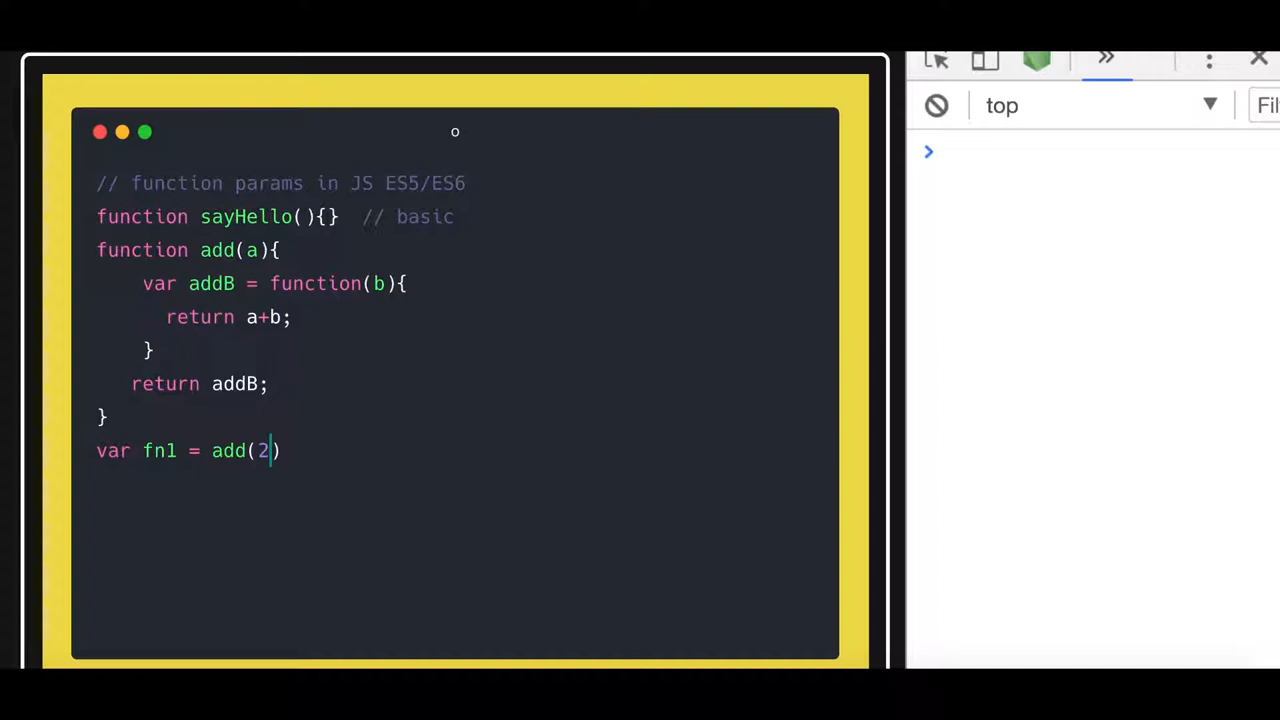 o
// function params in JS ES5/ES6
function sayHello(){}  // basic
function add(a){
    var addB = function(b){
      return a+b;
    }
   return addB;
}
var fn1 = add(2)
top
Fil